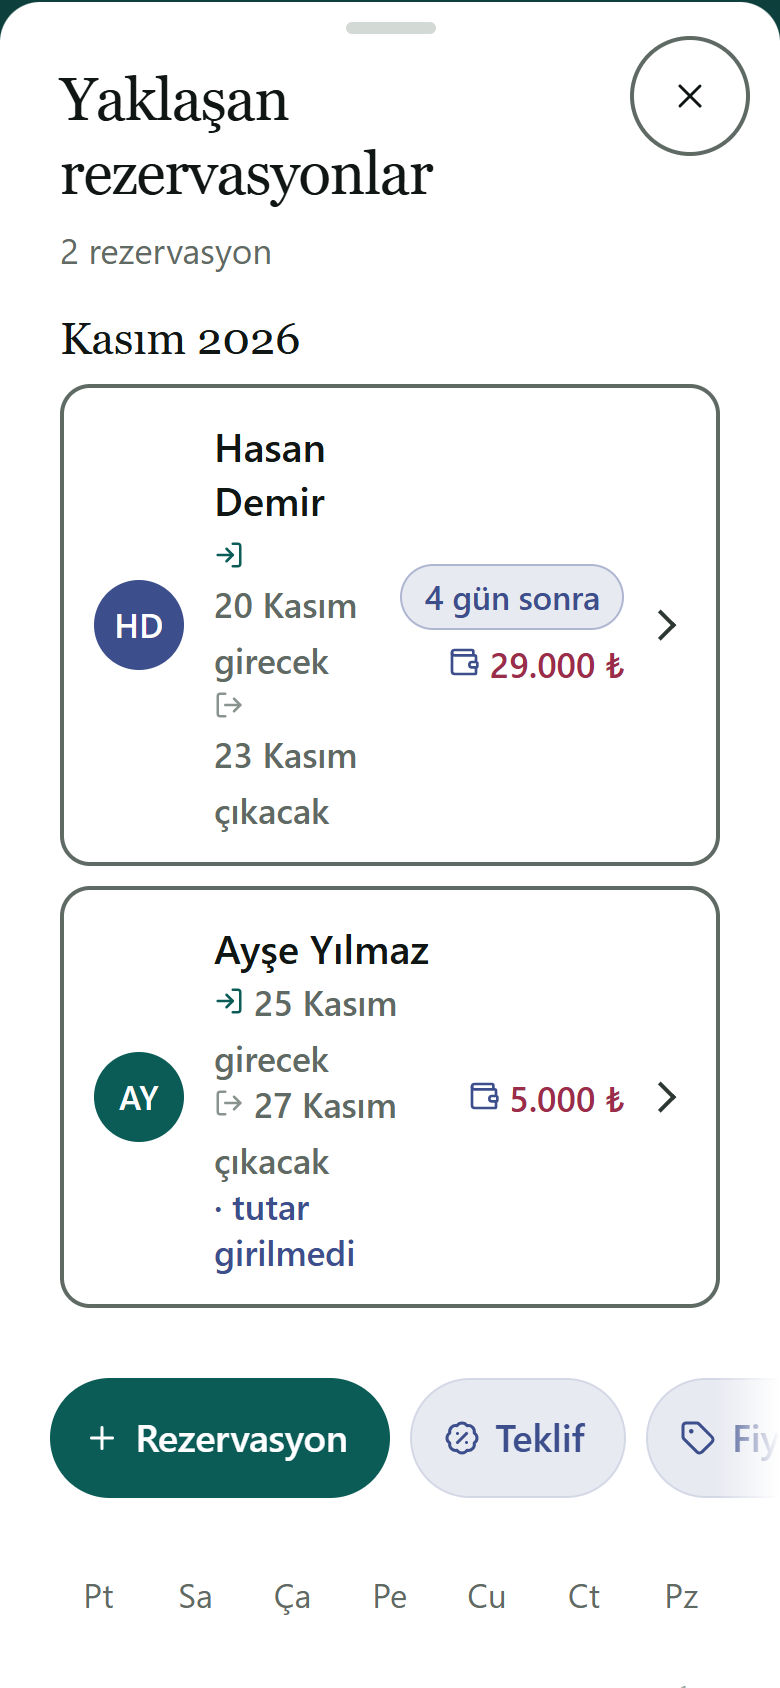 Yaklaşan
rezervasyonlar
2 rezervasyon
Kasım 2026
Hasan
Demir
HD
20 Kasım
girecek
23 Kasım
çıkacak
4 gün sonra
29.000 ₺
Ayşe Yılmaz
AY
25 Kasım
girecek
27 Kasım
çıkacak
· tutar
girilmedi
5.000 ₺
+ Rezervasyon
Teklif
Pt Sa Ça Pe Cu Ct Pz